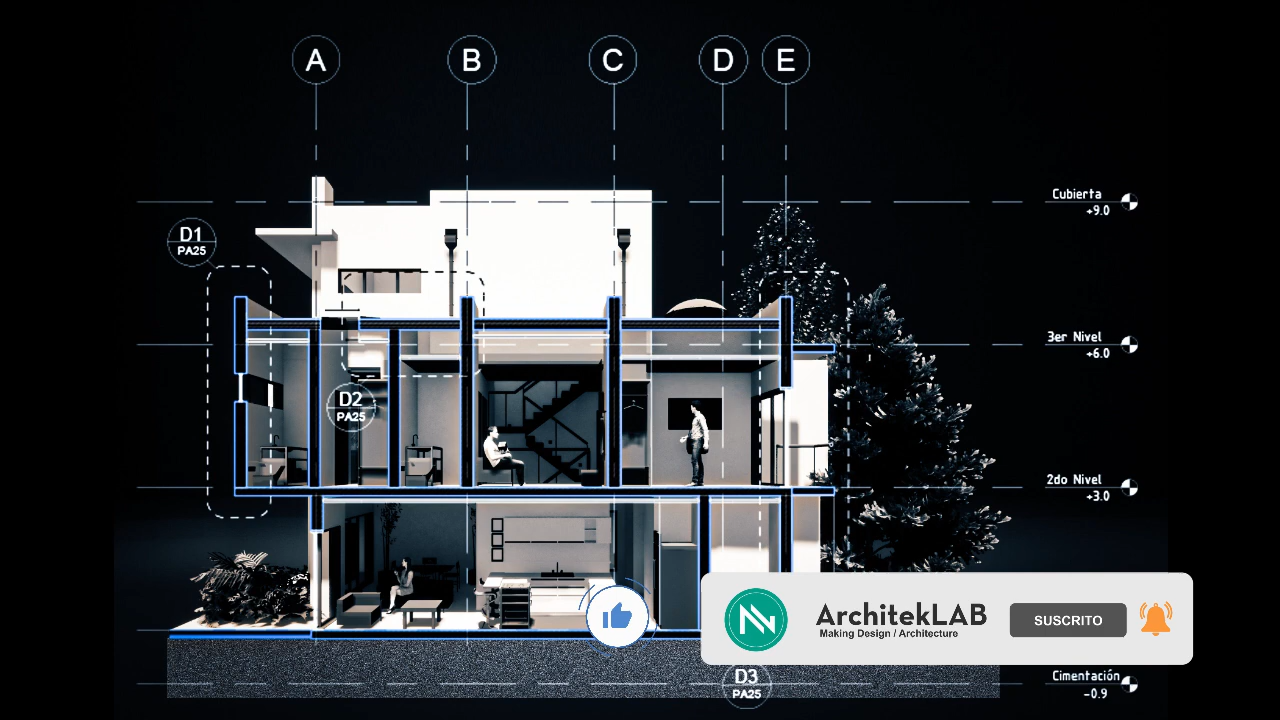 A
B
C
D
E
Cubierta
+9.0
D1
PA25
3er Nivel
+6.0
D2
PA25
2do Nivel
+3.0
ArchitekLAB
Making Design / Architecture
SUSCRITO
D3
PA25
Cimentación
-0.9